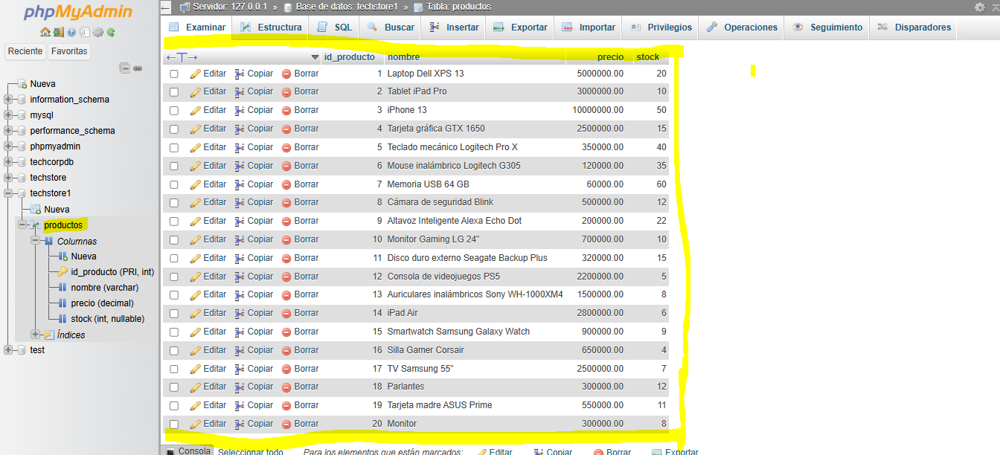 phpMyAdmin
Reciente Favoritas
Nueva
information_schema
mysql
performance_schema
phpmyadmin
techcorpdb
techstore
techstore1
Nueva
productos
Columnas
Nueva
id_producto (PRI, int)
nombre (varchar)
precio (decimal)
stock (int, nullable)
Índices
test
Servidor: 127.0.0.1 » Base de datos: techstore1 » Tabla: productos
Examinar Estructura SQL Buscar Insertar Exportar Importar Privilegios Operaciones Seguimiento Disparadores
←T→ id_producto nombre precio stock
Editar Copiar Borrar 1 Laptop Dell XPS 13 5000000.00 20
Editar Copiar Borrar 2 Tablet iPad Pro 3000000.00 10
Editar Copiar Borrar 3 iPhone 13 10000000.00 50
Editar Copiar Borrar 4 Tarjeta gráfica GTX 1650 2500000.00 15
Editar Copiar Borrar 5 Teclado mecánico Logitech Pro X 350000.00 40
Editar Copiar Borrar 6 Mouse inalámbrico Logitech G305 120000.00 35
Editar Copiar Borrar 7 Memoria USB 64 GB 60000.00 60
Editar Copiar Borrar 8 Cámara de seguridad Blink 500000.00 12
Editar Copiar Borrar 9 Altavoz Inteligente Alexa Echo Dot 200000.00 22
Editar Copiar Borrar 10 Monitor Gaming LG 24" 700000.00 10
Editar Copiar Borrar 11 Disco duro externo Seagate Backup Plus 320000.00 15
Editar Copiar Borrar 12 Consola de videojuegos PS5 2200000.00 5
Editar Copiar Borrar 13 Auriculares inalámbricos Sony WH-1000XM4 1500000.00 8
Editar Copiar Borrar 14 iPad Air 2800000.00 6
Editar Copiar Borrar 15 Smartwatch Samsung Galaxy Watch 900000.00 9
Editar Copiar Borrar 16 Silla Gamer Corsair 650000.00 4
Editar Copiar Borrar 17 TV Samsung 55" 2500000.00 7
Editar Copiar Borrar 18 Parlantes 300000.00 12
Editar Copiar Borrar 19 Tarjeta madre ASUS Prime 550000.00 11
Editar Copiar Borrar 20 Monitor 300000.00 8
Consola Seleccionar todo Para los elementos que están marcados: Editar Copiar Borrar Exportar